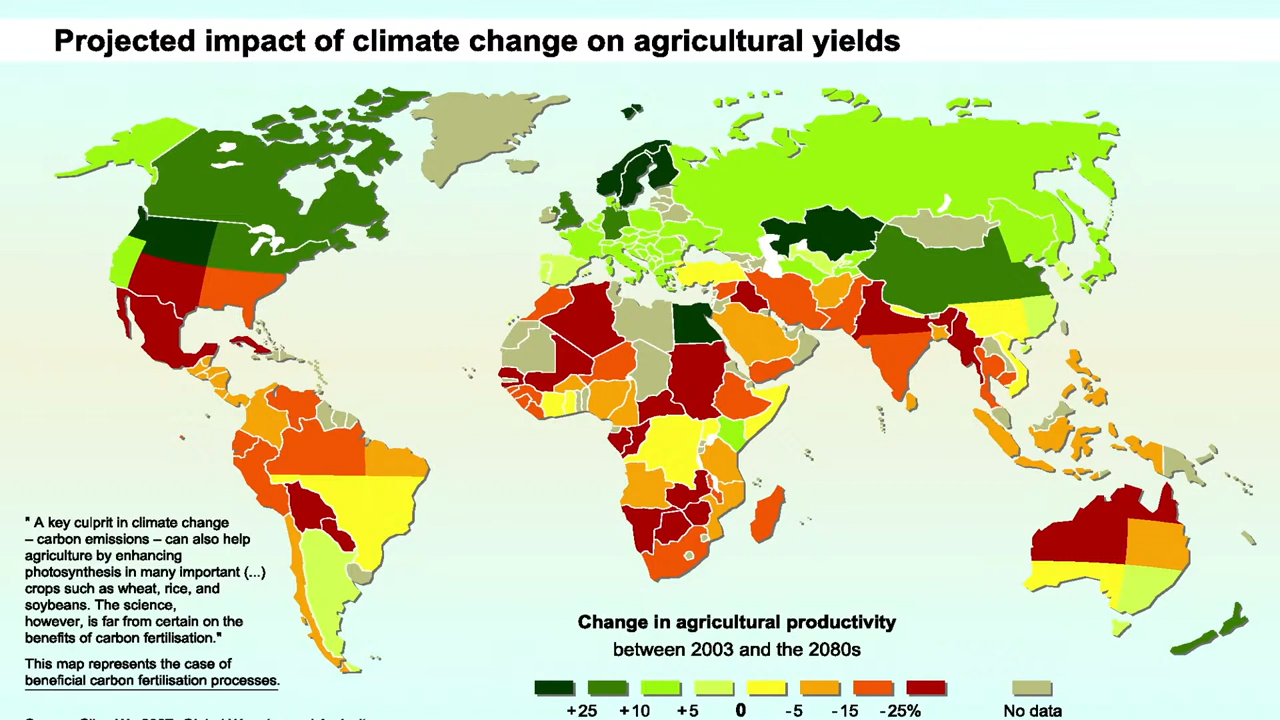 Projected impact of climate change on agricultural yields
" A key culprit in climate change
– carbon emissions – can also help
agriculture by enhancing
photosynthesis in many important (...)
crops such as wheat, rice, and
soybeans. The science,
however, is far from certain on the
benefits of carbon fertilisation."
This map represents the case of
beneficial carbon fertilisation processes.
Change in agricultural productivity
between 2003 and the 2080s
+25 +10 +5 0 -5 -15 -25% No data